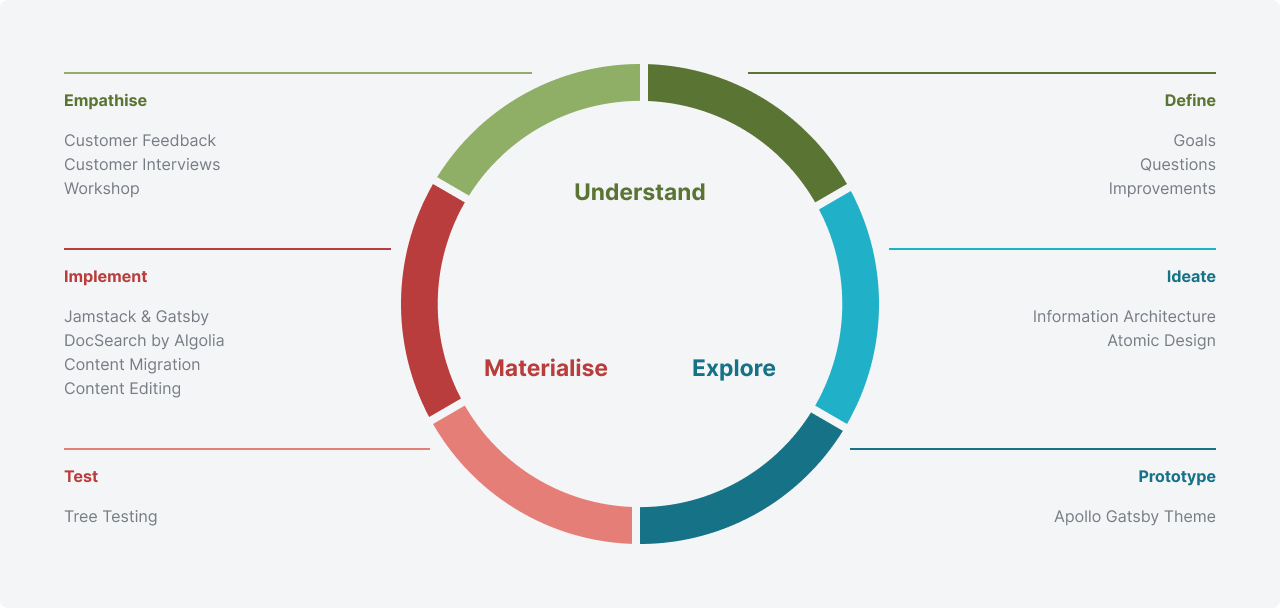 Empathise
Customer Feedback
Customer Interviews
Workshop
Define
Goals
Questions
Improvements
Understand
Implement
Jamstack & Gatsby
DocSearch by Algolia
Content Migration
Content Editing
Ideate
Information Architecture
Atomic Design
Materialise
Explore
Test
Tree Testing
Prototype
Apollo Gatsby Theme